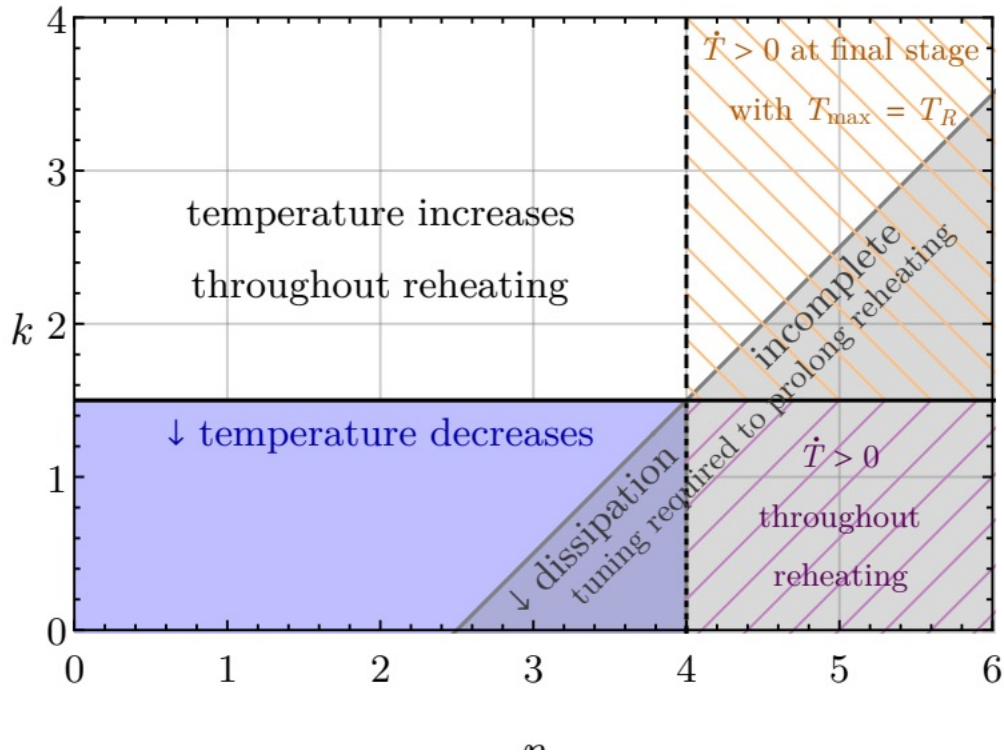 4
3
k 2
1
0
Ṫ > 0 at final stage
with T_max = T_R
temperature increases
throughout reheating
↓ temperature decreases
incomplete
↓ dissipation
tuning required to prolong reheating
Ṫ > 0
throughout
reheating
0 1 2 3 4 5 6